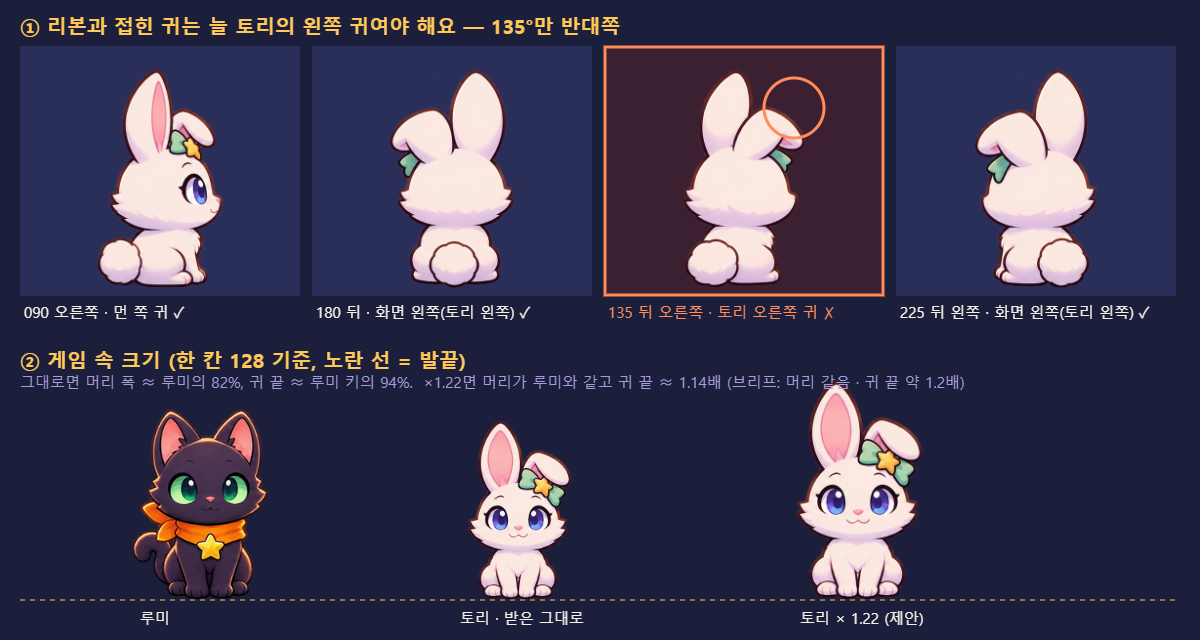 ① 리본과 접힌 귀는 늘 토리의 왼쪽 귀여야 해요 — 135°만 반대쪽
090 오른쪽 · 먼 쪽 귀 ✓
180 뒤 · 화면 왼쪽(토리 왼쪽) ✓
135 뒤 오른쪽 · 토리 오른쪽 귀 ✗
225 뒤 왼쪽 · 화면 왼쪽(토리 왼쪽) ✓
② 게임 속 크기 (한 칸 128 기준, 노란 선 = 발끝)
그대로면 머리 폭 ≈ 루미의 82%, 귀 끝 ≈ 루미 키의 94%. ×1.22면 머리가 루미와 같고 귀 끝 ≈ 1.14배 (브리프: 머리 같음 · 귀 끝 약 1.2배)
루미
토리 · 받은 그대로
토리 × 1.22 (제안)